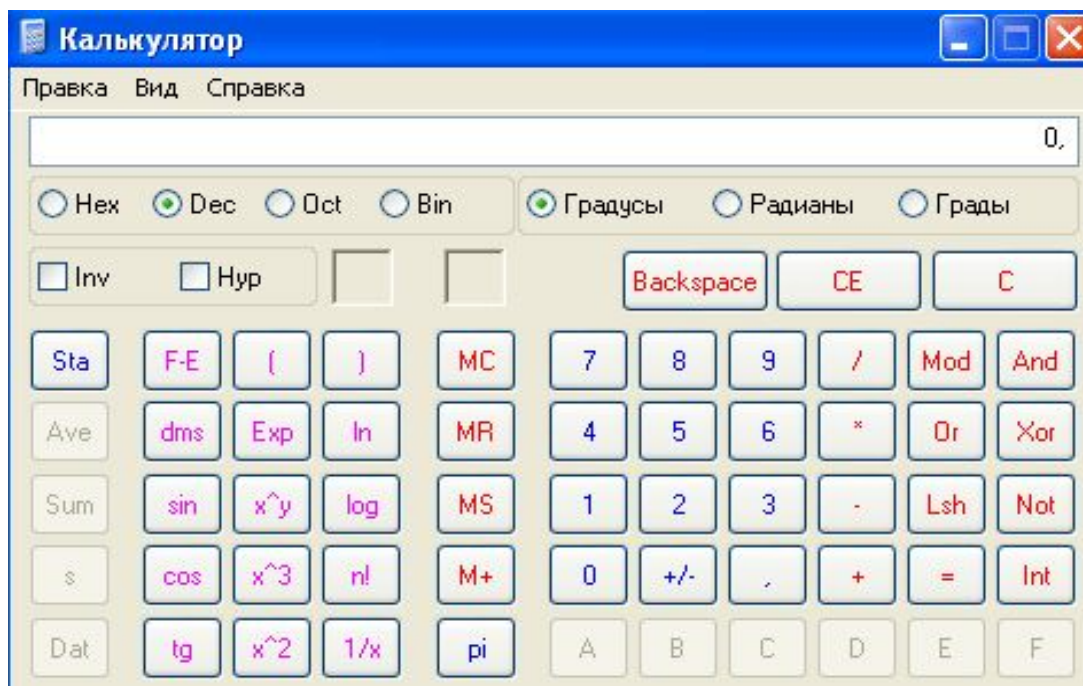 Калькулятор
Правка Вид Справка
0,
Hex Dec Oct Bin Градусы Радианы Грады
Inv Hyp Backspace CE C
Sta F-E ( ) MC 7 8 9 / Mod And
Ave dms Exp ln MR 4 5 6 * Or Xor
Sum sin x^y log MS 1 2 3 - Lsh Not
s cos x^3 n! M+ 0 +/- , + = Int
Dat tg x^2 1/x pi A B C D E F